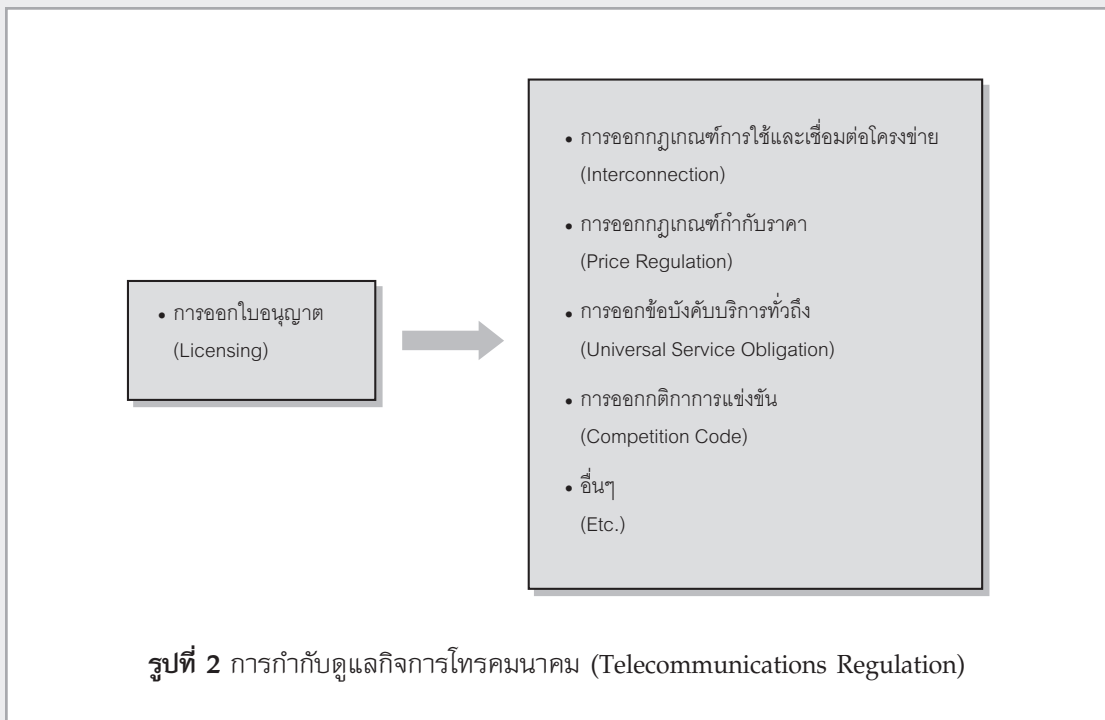 • การออกใบอนุญาต
(Licensing)
• การออกกฎเกณฑ์การใช้และเชื่อมต่อโครงข่าย
(Interconnection)
• การออกกฎเกณฑ์กำกับราคา
(Price Regulation)
• การออกข้อบังคับบริการทั่วถึง
(Universal Service Obligation)
• การออกกติกาการแข่งขัน
(Competition Code)
• อื่นๆ
(Etc.)
รูปที่ 2 การกำกับดูแลกิจการโทรคมนาคม (Telecommunications Regulation)